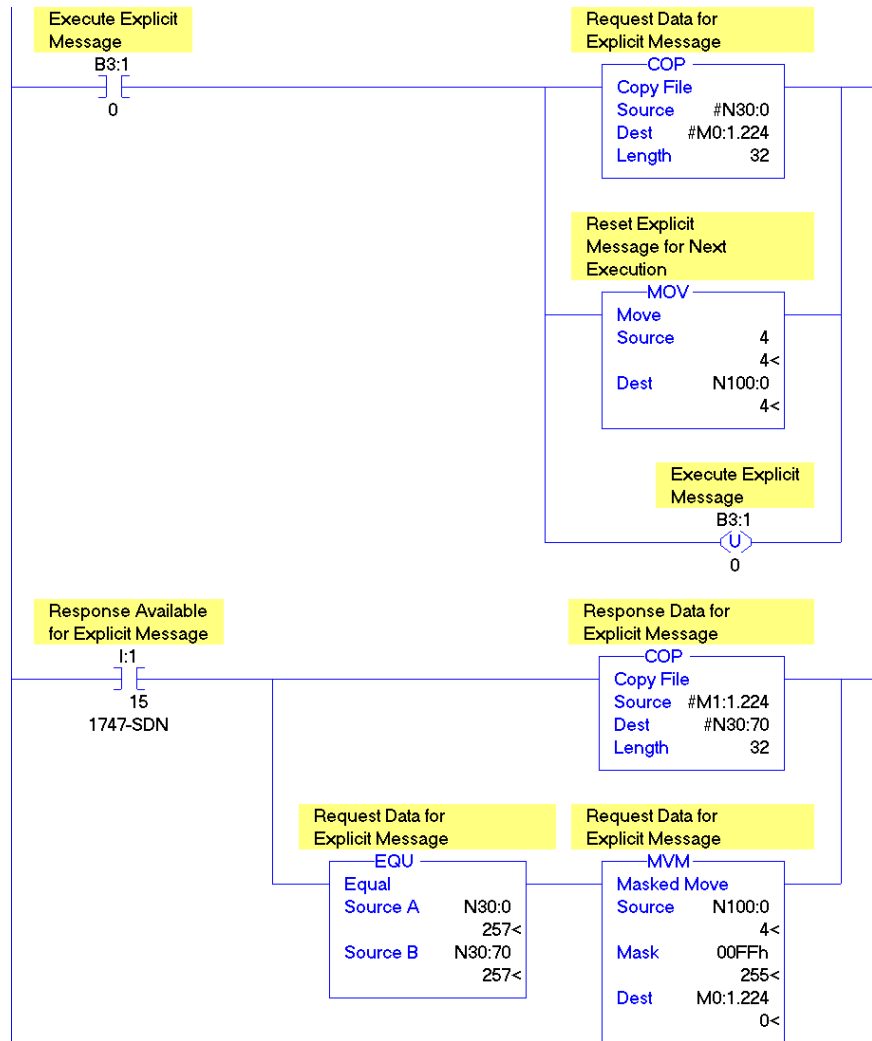 Execute Explicit
Message
B3:1
0
Request Data for
Explicit Message
COP
Copy File
Source #N30:0
Dest #M0:1.224
Length 32
Reset Explicit
Message for Next
Execution
MOV
Move
Source 4
4<
Dest N100:0
4<
Execute Explicit
Message
B3:1
U
0
Response Available
for Explicit Message
I:1
15
1747-SDN
Response Data for
Explicit Message
COP
Copy File
Source #M1:1.224
Dest #N30:70
Length 32
Request Data for
Explicit Message
EQU
Equal
Source A N30:0
257<
Source B N30:70
257<
Request Data for
Explicit Message
MVM
Masked Move
Source N100:0
4<
Mask 00FFh
255<
Dest M0:1.224
0<